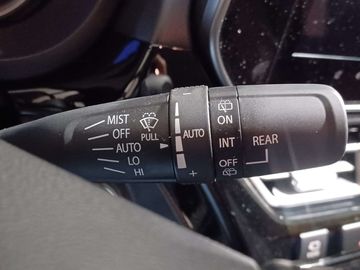 MIST
OFF
AUTO
LO
HI
PULL
−
AUTO
+
ON
INT
OFF
REAR